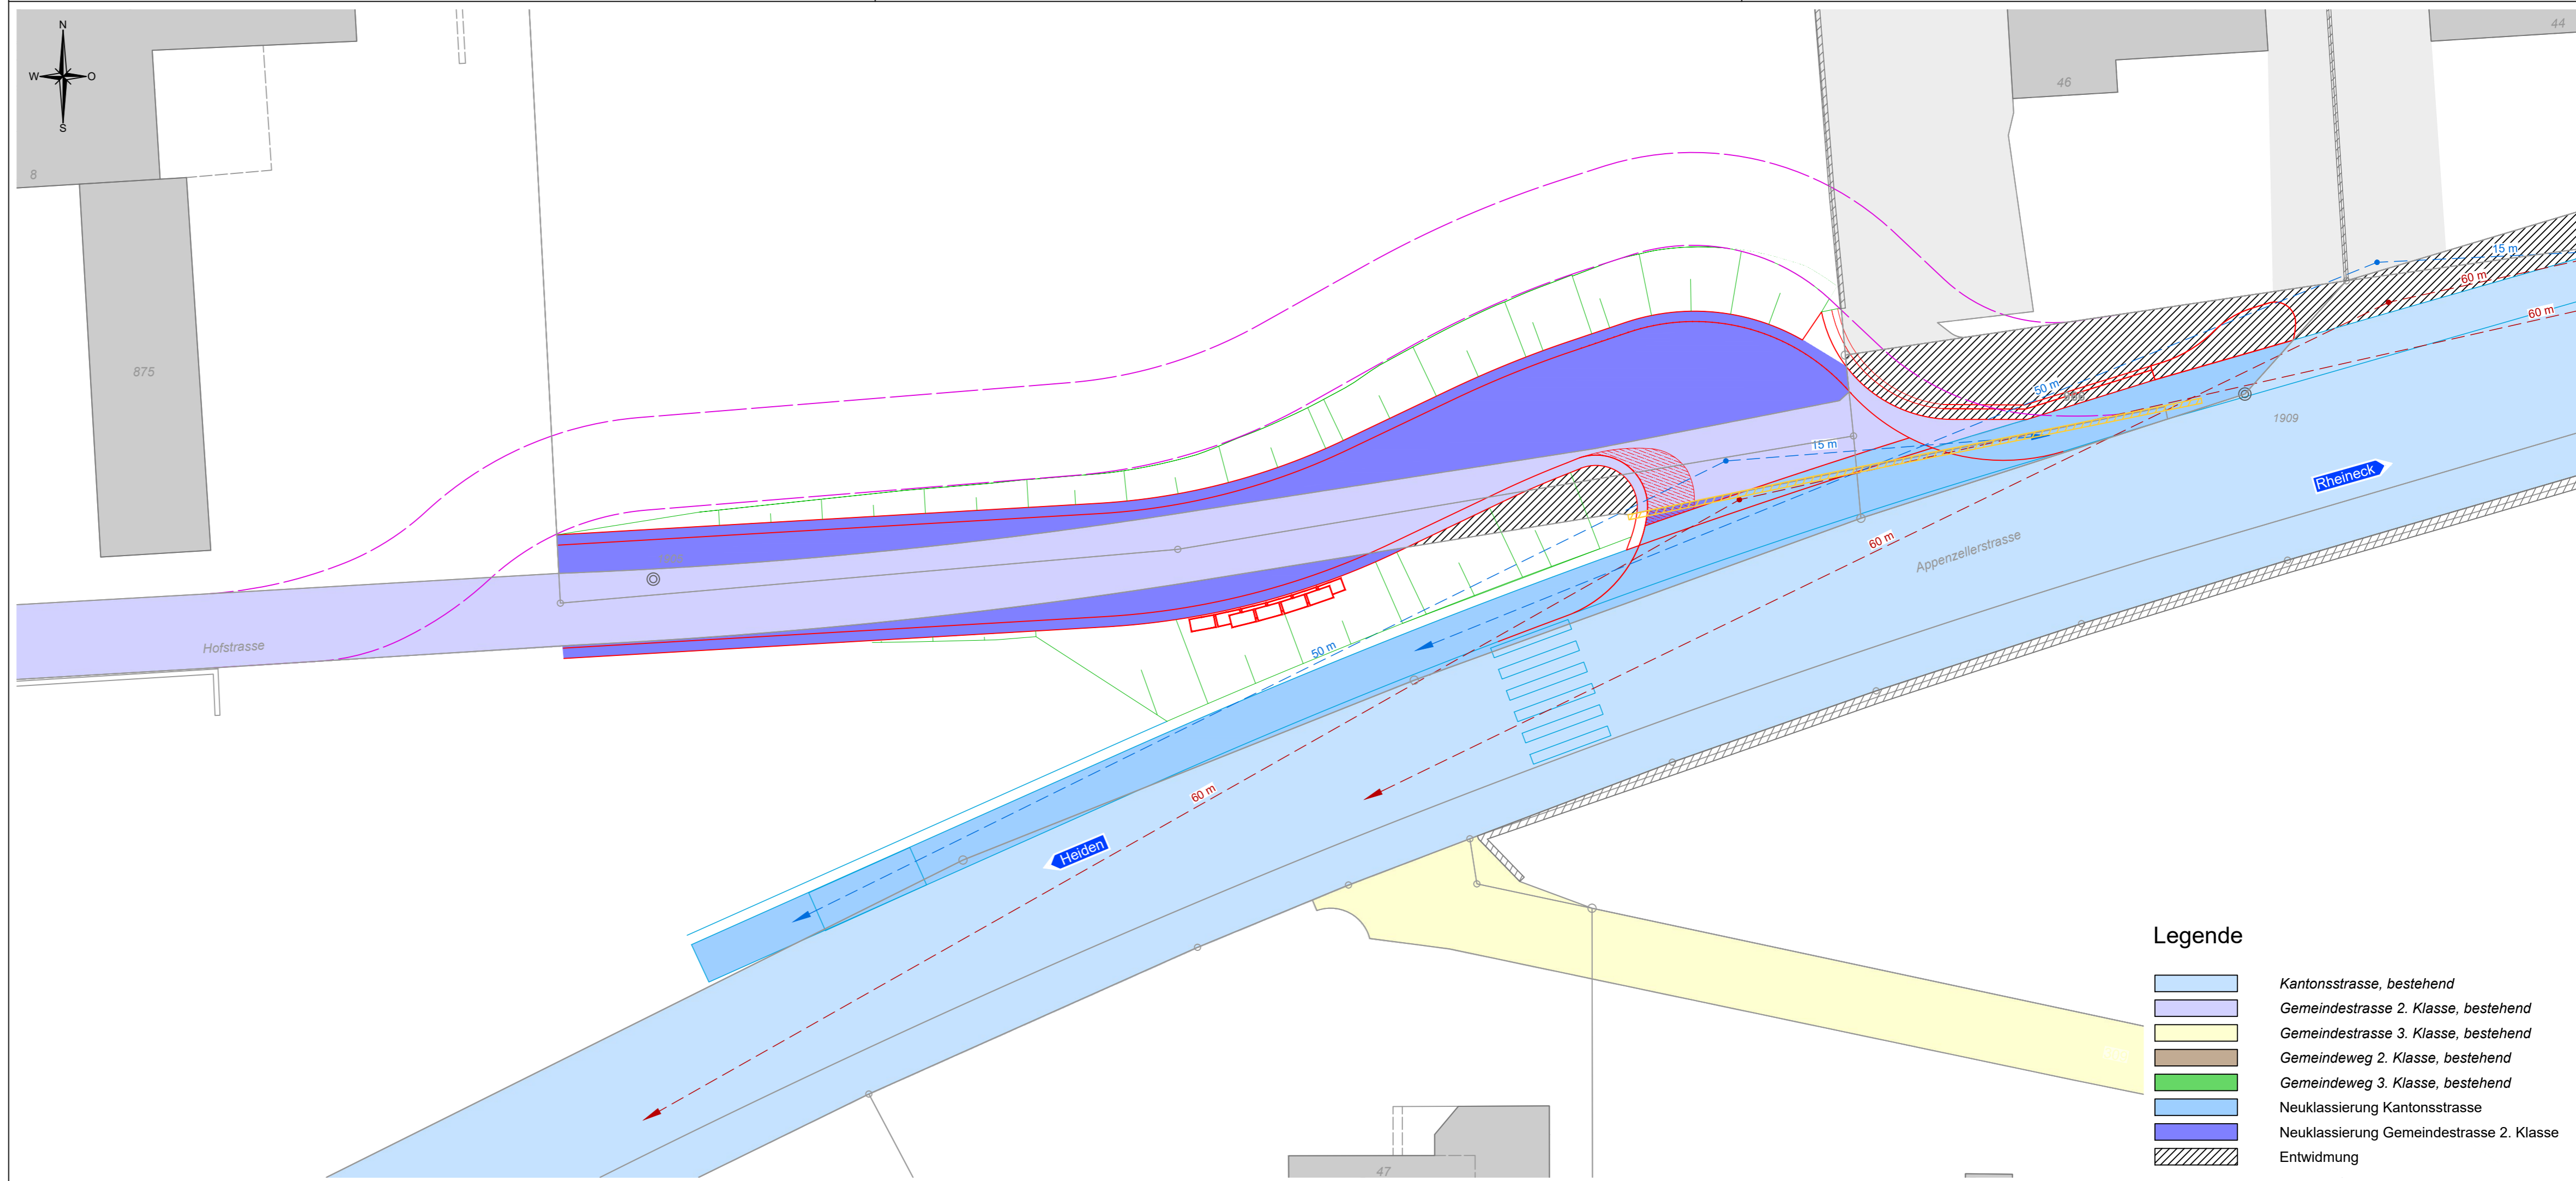 N
W
O
S
44
46
8
15 m
60 m
60 m
875
50 m
1909
15 m
Rheineck
1905
60 m
Appenzellerstrasse
Hofstrasse
50 m
60 m
Heiden
47
Legende
Kantonsstrasse, bestehend
Gemeindestrasse 2. Klasse, bestehend
Gemeindestrasse 3. Klasse, bestehend
Gemeindeweg 2. Klasse, bestehend
Gemeindeweg 3. Klasse, bestehend
Neuklassierung Kantonsstrasse
Neuklassierung Gemeindestrasse 2. Klasse
Entwidmung